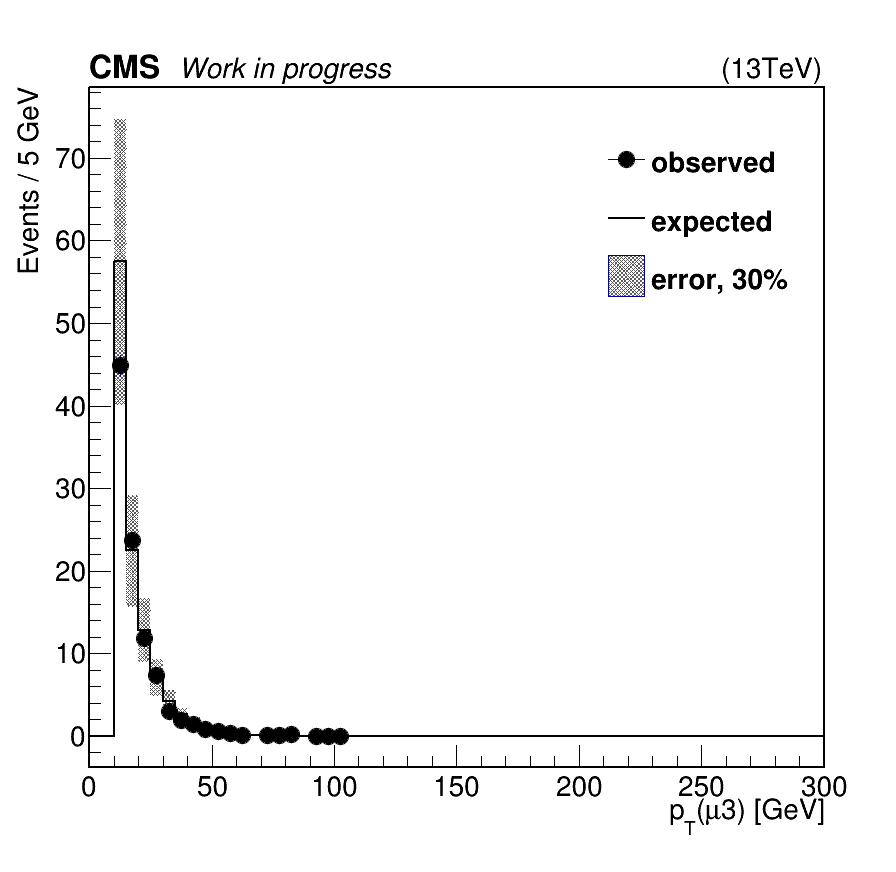 CMS Work in progress (13TeV)
Events / 5 GeV
70
60
50
40
30
20
10
0
observed
expected
error, 30%
0 50 100 150 200 250 300
pT(μ3) [GeV]